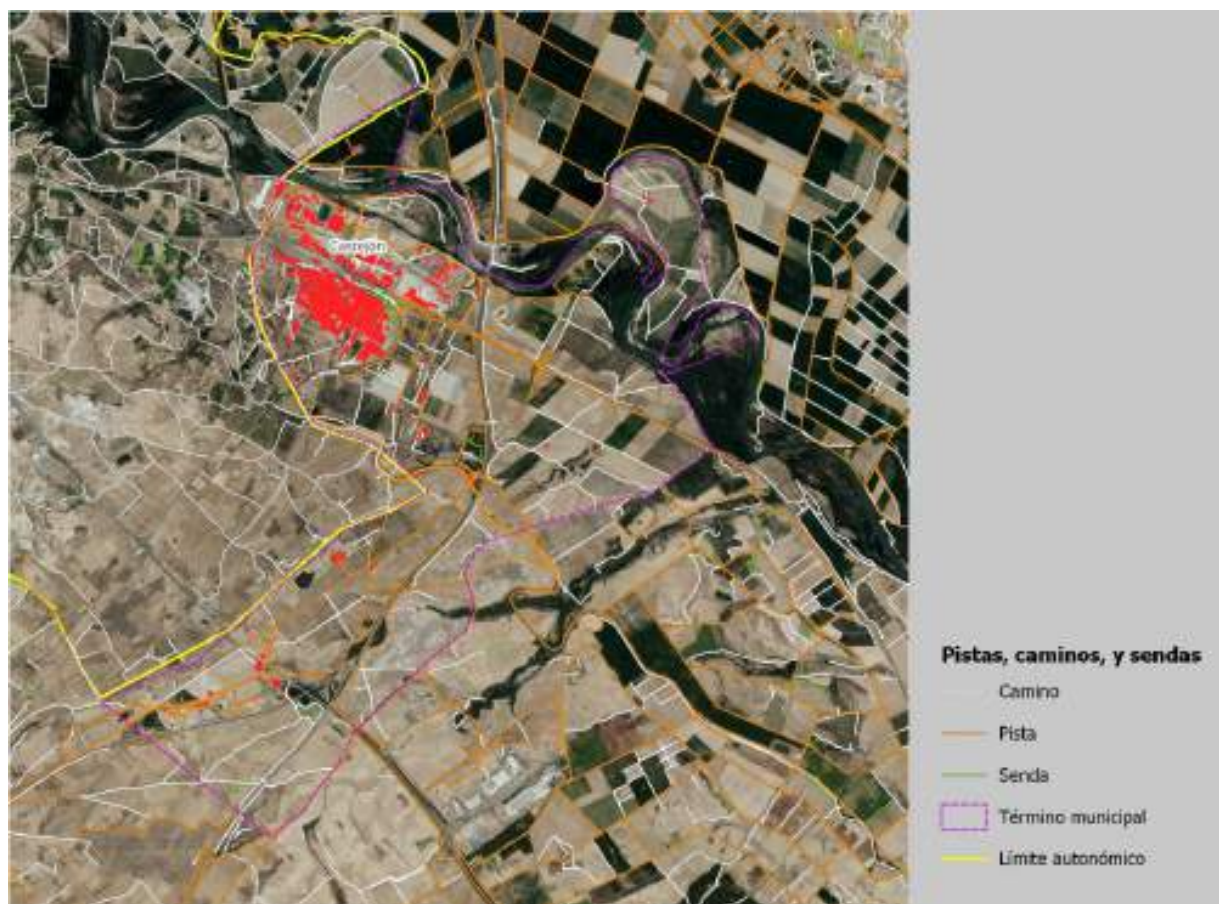 Castejón
Pistas, caminos, y sendas
Camino
Pista
Senda
Término municipal
Límite autonómico